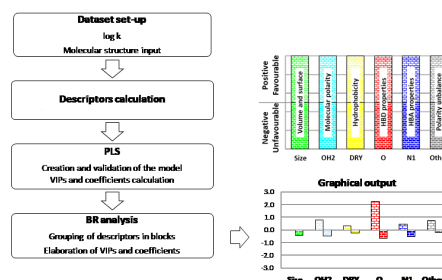 Dataset set-up
log k
Molecular structure input
Descriptors calculation
PLS
Creation and validation of the model
VIPs and coefficients calculation
BR analysis
Grouping of descriptors in blocks
Elaboration of VIPs and coefficients
Positive
Favourable
Negative
Unfavourable
Volume and surface
Molecular polarity
Hydrophobicity
HBD properties
HBA properties
Polarity unbalance
Size OH2 DRY O N1 Othe
Graphical output
3.0
2.0
1.0
0.0
-1.0
-2.0
-3.0
Size OH2 DRY O N1 Others